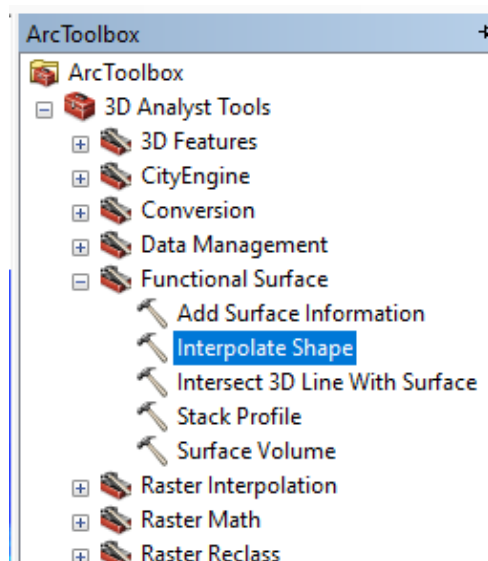 ArcToolbox
ArcToolbox
3D Analyst Tools
3D Features
CityEngine
Conversion
Data Management
Functional Surface
Add Surface Information
Interpolate Shape
Intersect 3D Line With Surface
Stack Profile
Surface Volume
Raster Interpolation
Raster Math
Raster Reclass